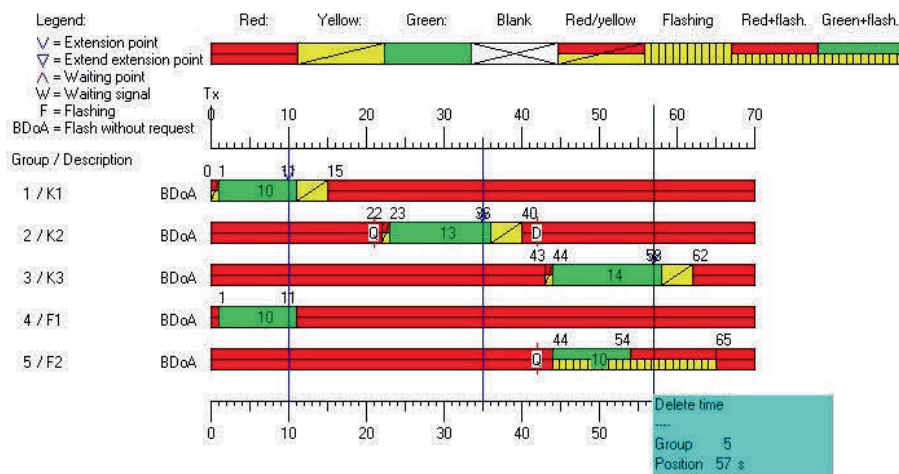 Legend:
Red: Yellow: Green: Blank Red/yellow Flashing Red+flash. Green+flash.
V = Extension point
∇ = Extend extension point
Λ = Waiting point
W = Waiting signal
F = Flashing
BDoA = Flash without request
Tx
0 10 20 30 40 50 60 70
Group / Description
0 1 11 15
1 / K1 BDoA 10
22 23 36 40
2 / K2 BDoA Q 13 D
43 44 58 62
3 / K3 BDoA 14
1 11
4 / F1 BDoA 10
44 54 65
5 / F2 BDoA Q 10
0 10 20 30 40 50
Delete time
----
Group 5
Position 57 s